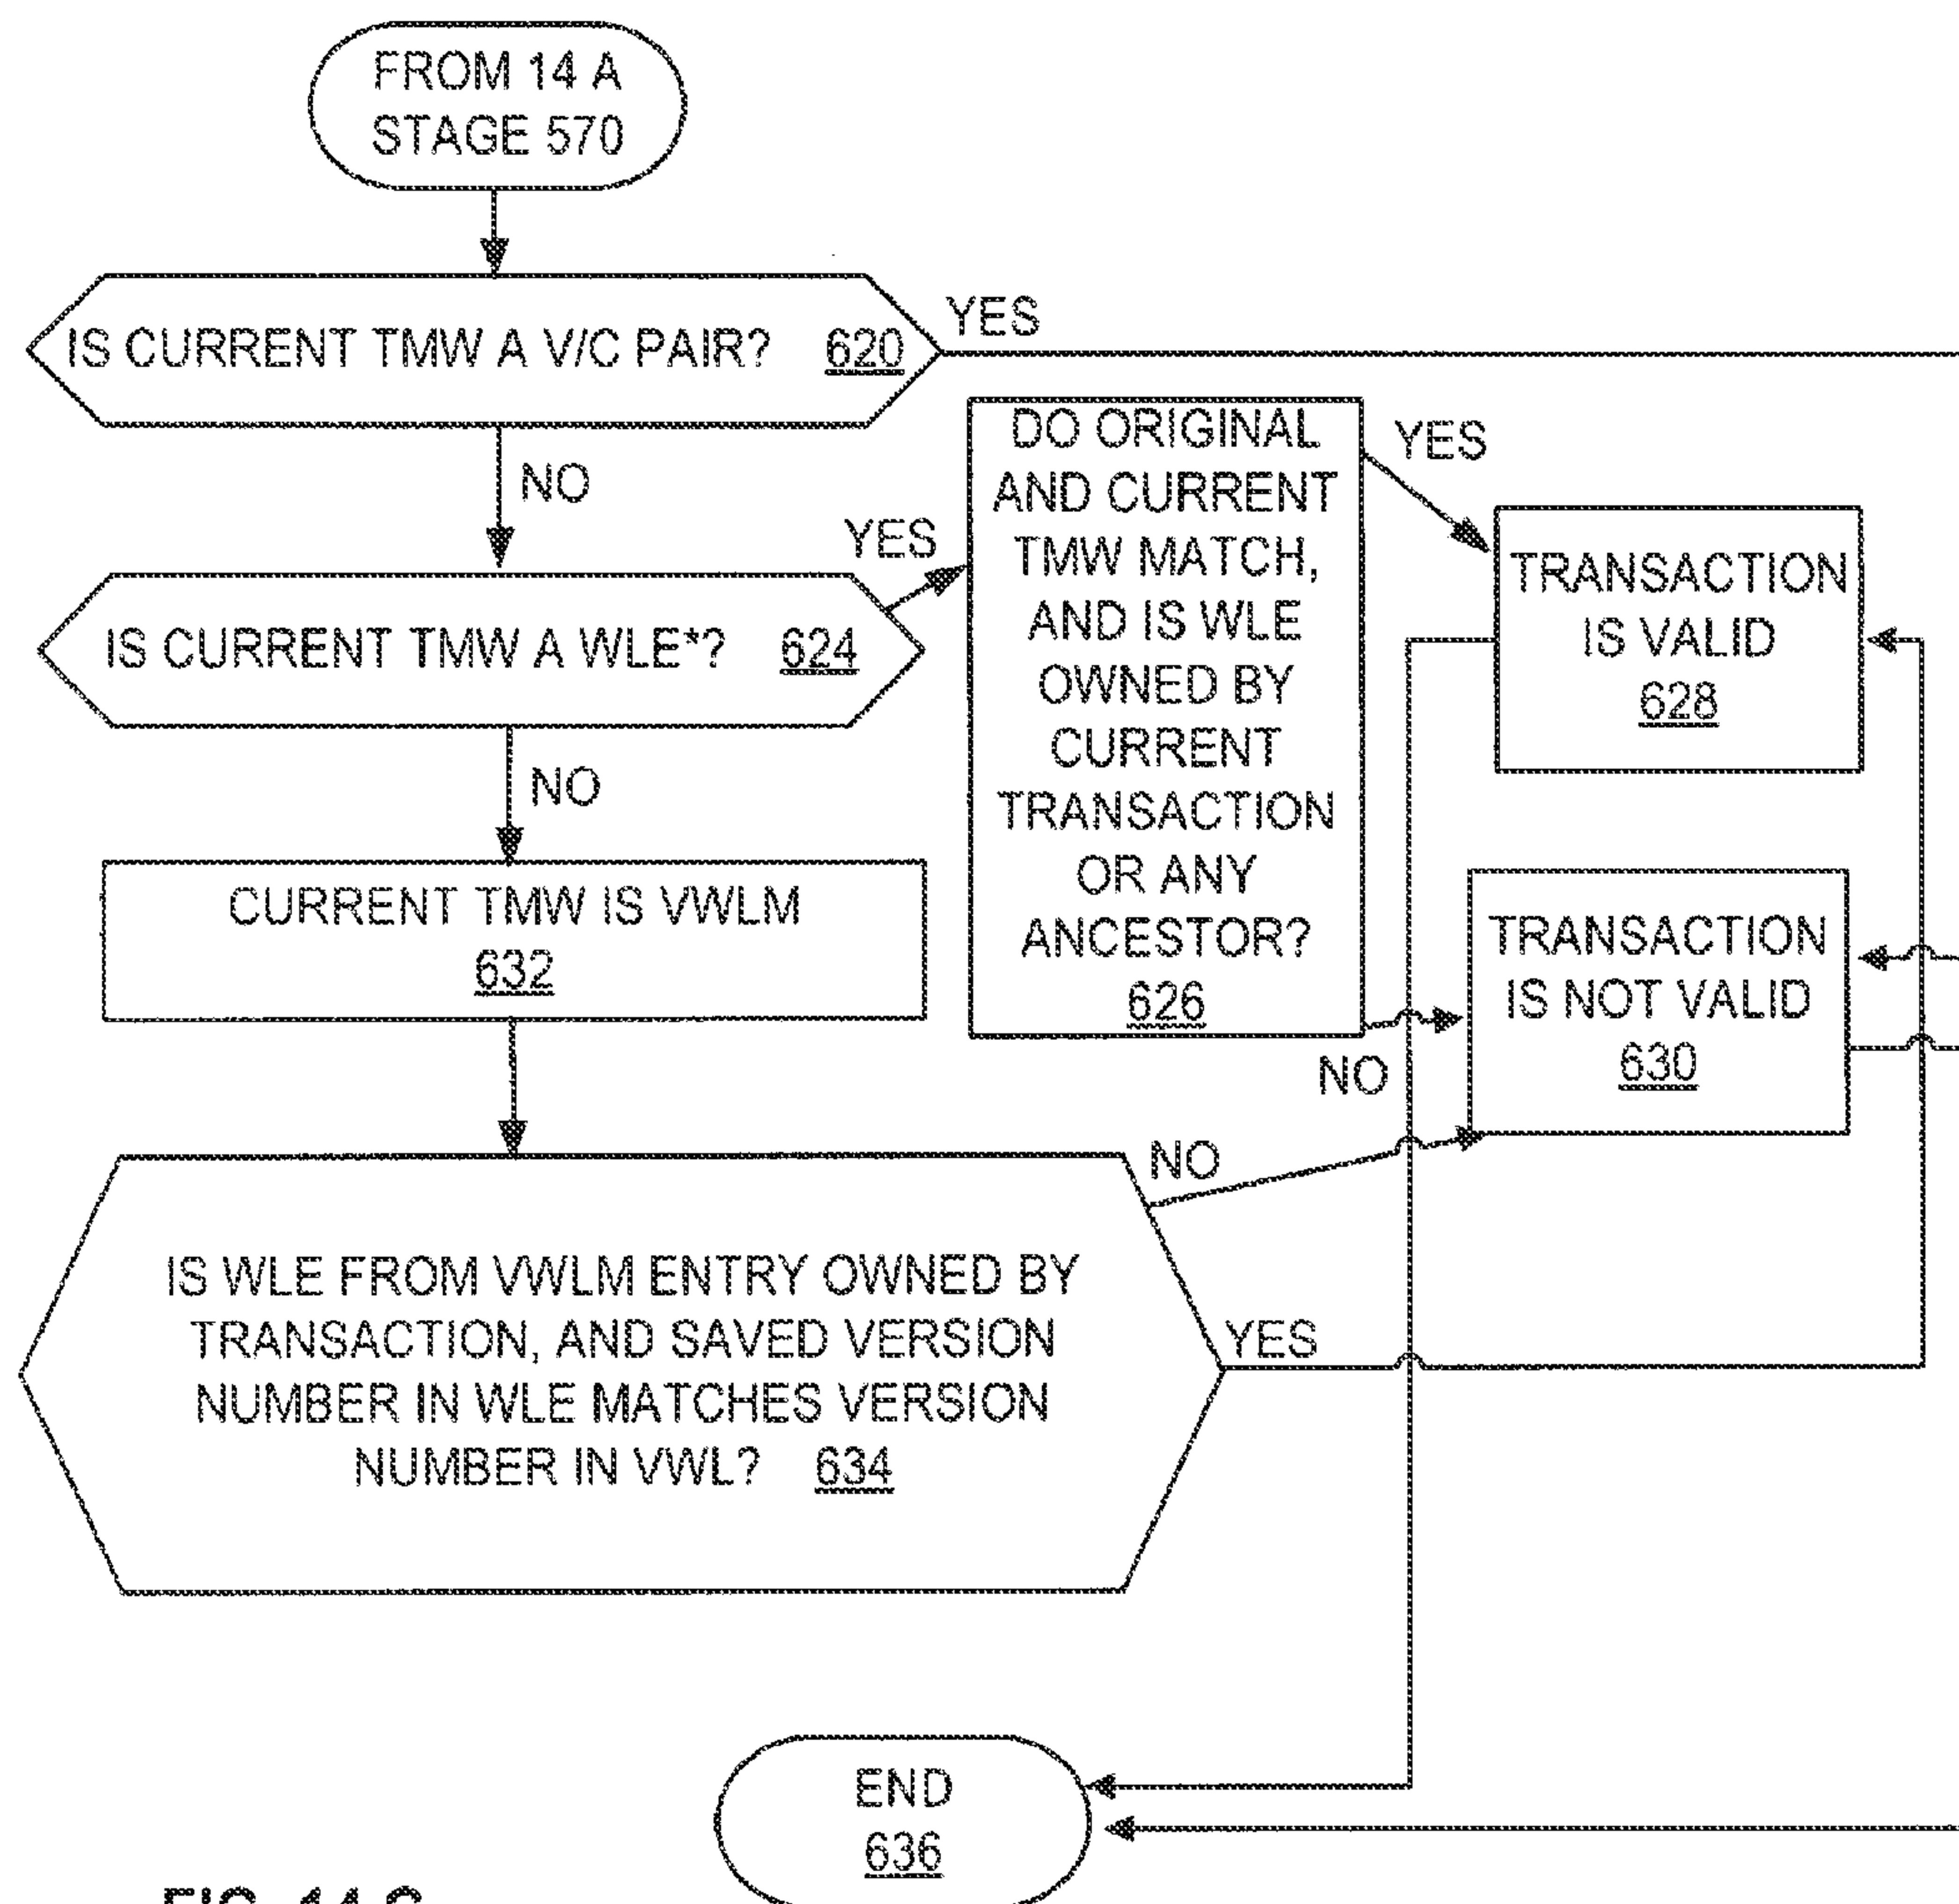 FROM 14 A
STAGE 570
IS CURRENT TMW A V/C PAIR? 620
YES
NO
IS CURRENT TMW A WLE*? 624
YES
NO
DO ORIGINAL
AND CURRENT
TMW MATCH,
AND IS WLE
OWNED BY
CURRENT
TRANSACTION
OR ANY
ANCESTOR?
626
YES
NO
TRANSACTION
IS VALID
628
TRANSACTION
IS NOT VALID
630
CURRENT TMW IS VWLM
632
IS WLE FROM VWLM ENTRY OWNED BY
TRANSACTION, AND SAVED VERSION
NUMBER IN WLE MATCHES VERSION
NUMBER IN VWL? 634
NO
YES
END
636